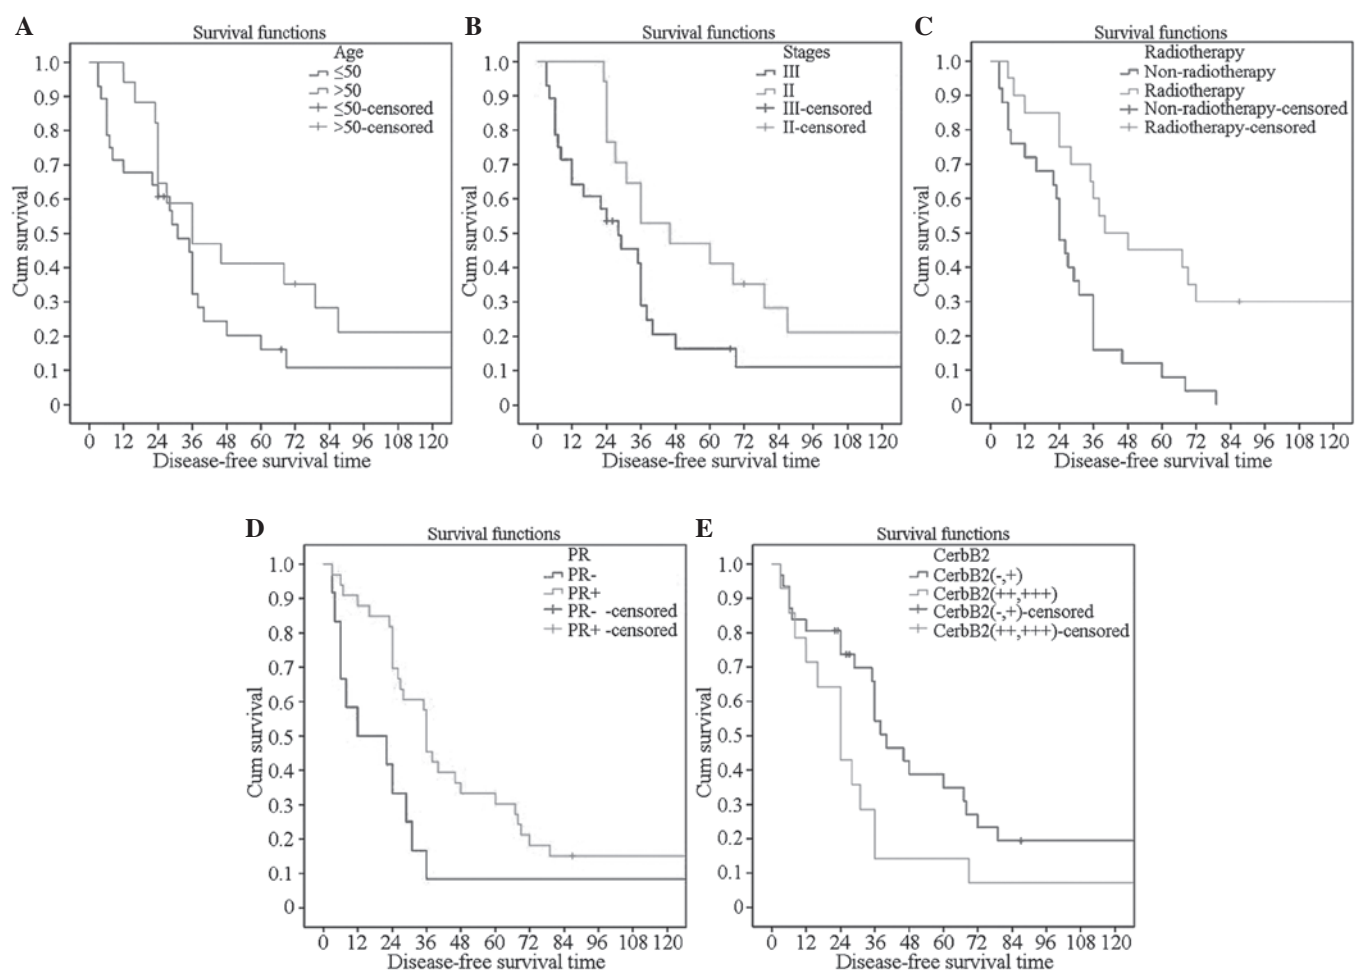 A
Survival functions
Age
≤50
>50
≤50-censored
>50-censored
Cum survival
1.0
0.9
0.8
0.7
0.6
0.5
0.4
0.3
0.2
0.1
0
0 12 24 36 48 60 72 84 96 108 120
Disease-free survival time
B
Survival functions
Stages
III
II
III-censored
II-censored
Cum survival
1.0
0.9
0.8
0.7
0.6
0.5
0.4
0.3
0.2
0.1
0
0 12 24 36 48 60 72 84 96 108 120
Disease-free survival time
C
Survival functions
Radiotherapy
Non-radiotherapy
Radiotherapy
Non-radiotherapy-censored
Radiotherapy-censored
Cum survival
1.0
0.9
0.8
0.7
0.6
0.5
0.4
0.3
0.2
0.1
0
0 12 24 36 48 60 72 84 96 108 120
Disease-free survival time
D
Survival functions
PR
PR-
PR+
PR- -censored
PR+ -censored
Cum survival
1.0
0.9
0.8
0.7
0.6
0.5
0.4
0.3
0.2
0.1
0
0 12 24 36 48 60 72 84 96 108 120
Disease-free survival time
E
Survival functions
CerbB2
CerbB2(-,+)
CerbB2(++,+++)
CerbB2(-,+)-censored
CerbB2(++,+++)-censored
Cum survival
1.0
0.9
0.8
0.7
0.6
0.5
0.4
0.3
0.2
0.1
0
0 12 24 36 48 60 72 84 96 108 120
Disease-free survival time